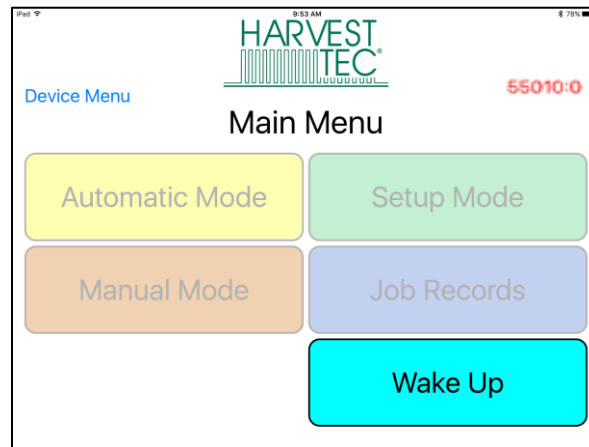 iPad 9:53 AM 78%
HARVEST
TEC®
Device Menu
55010:0
Main Menu
Automatic Mode Setup Mode
Manual Mode Job Records
Wake Up